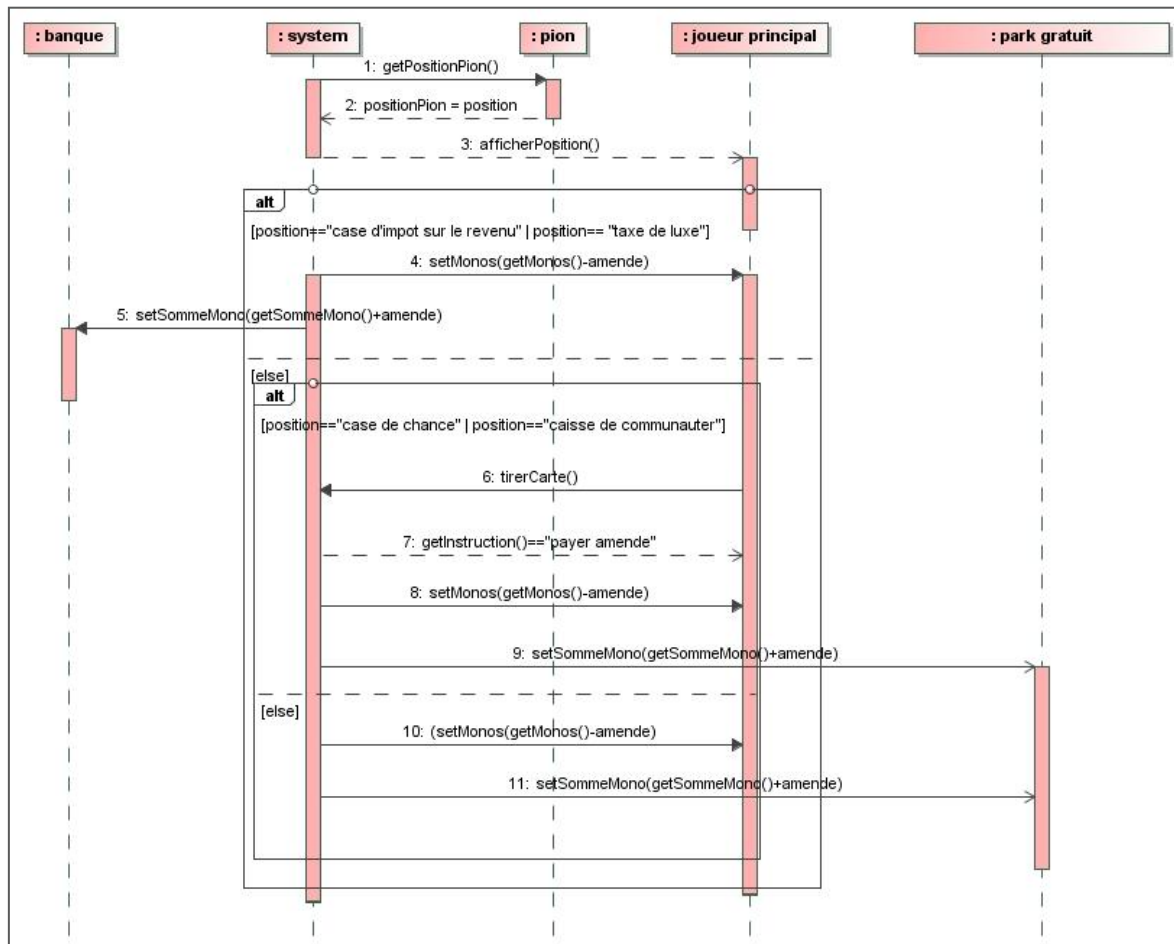 : banque
: system
: pion
: joueur principal
: park gratuit
1: getPositionPion()
2: positionPion = position
3: afficherPosition()
alt
[position=="case d'impot sur le revenu" | position== "taxe de luxe"]
4: setMonos(getMonos()-amende)
5: setSommeMono(getSommeMono()+amende)
[else]
alt
[position=="case de chance" | position=="caisse de communauter"]
6: tirerCarte()
7: getInstruction()=="payer amende"
8: setMonos(getMonos()-amende)
9: setSommeMono(getSommeMono()+amende)
[else]
10: (setMonos(getMonos()-amende)
11: setSommeMono(getSommeMono()+amende)